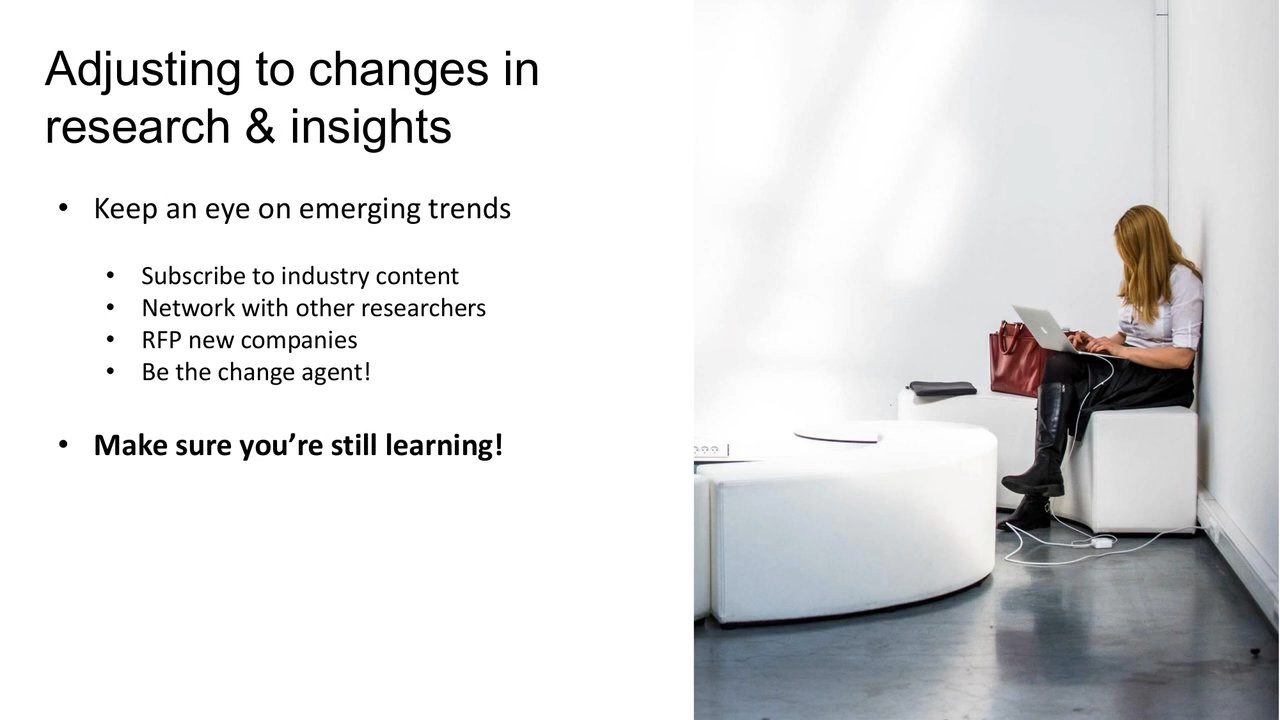 Adjusting to changes in
research & insights
• Keep an eye on emerging trends
• Subscribe to industry content
• Network with other researchers
• RFP new companies
• Be the change agent!
• Make sure you’re still learning!